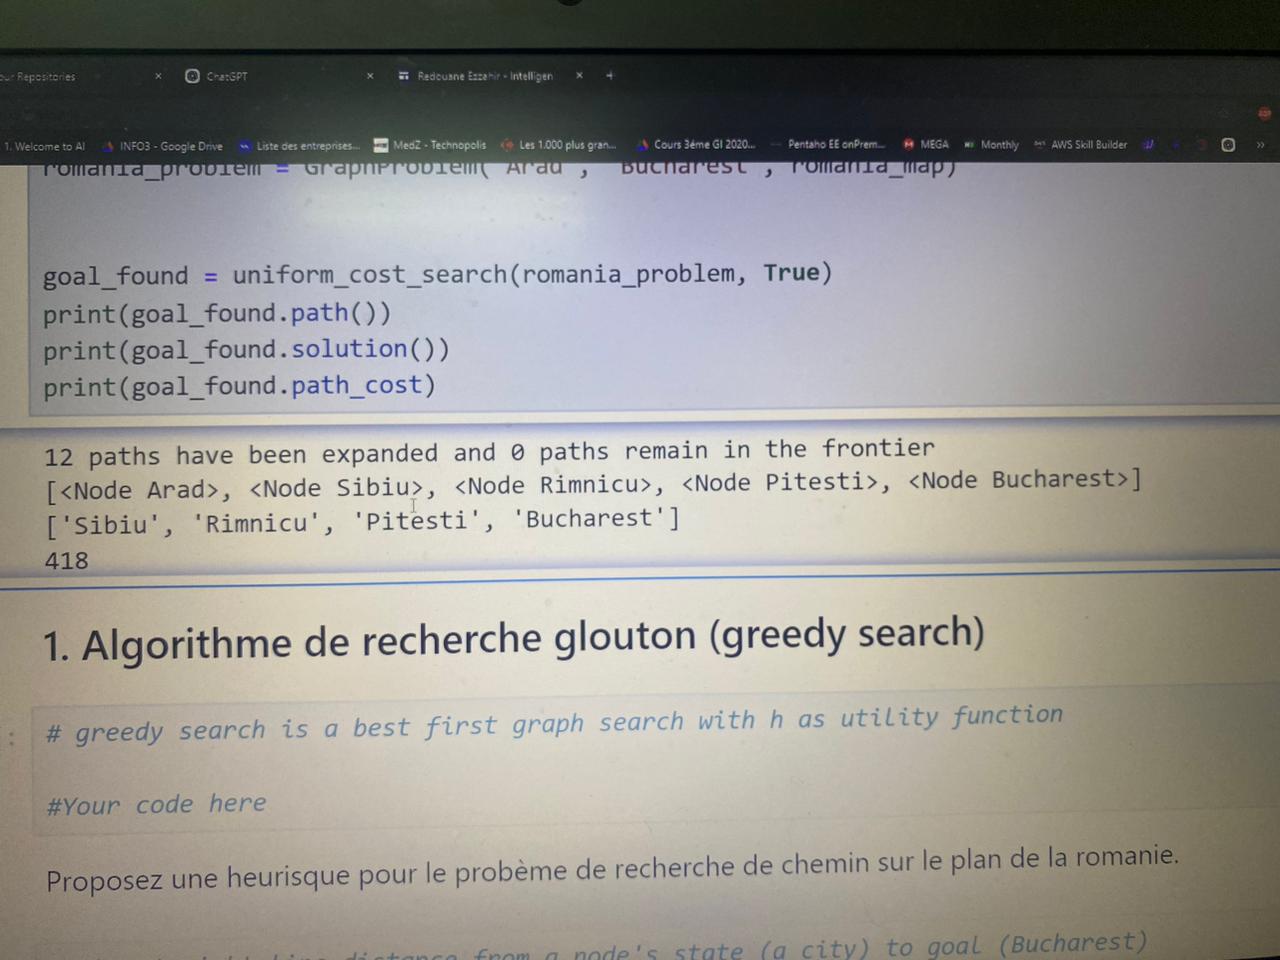 our Repositories × ChatGPT × Redouane Ezzahir - Intelligen × +
1. Welcome to AI INFO3 - Google Drive Liste des entreprises... MedZ - Technopolis Les 1.000 plus gran... Cours 3éme GI 2020... Pentaho EE onPrem... MEGA Monthly AWS Skill Builder »
romania_problem = GraphProblem('Arad', 'Bucharest', romania_map)
goal_found = uniform_cost_search(romania_problem, True)
print(goal_found.path())
print(goal_found.solution())
print(goal_found.path_cost)
12 paths have been expanded and 0 paths remain in the frontier
[<Node Arad>, <Node Sibiu>, <Node Rimnicu>, <Node Pitesti>, <Node Bucharest>]
['Sibiu', 'Rimnicu', 'Pitesti', 'Bucharest']
418
1. Algorithme de recherche glouton (greedy search)
# greedy search is a best first graph search with h as utility function
#Your code here
Proposez une heurisque pour le probème de recherche de chemin sur le plan de la romanie.
distance from a node's state (a city) to goal (Bucharest)